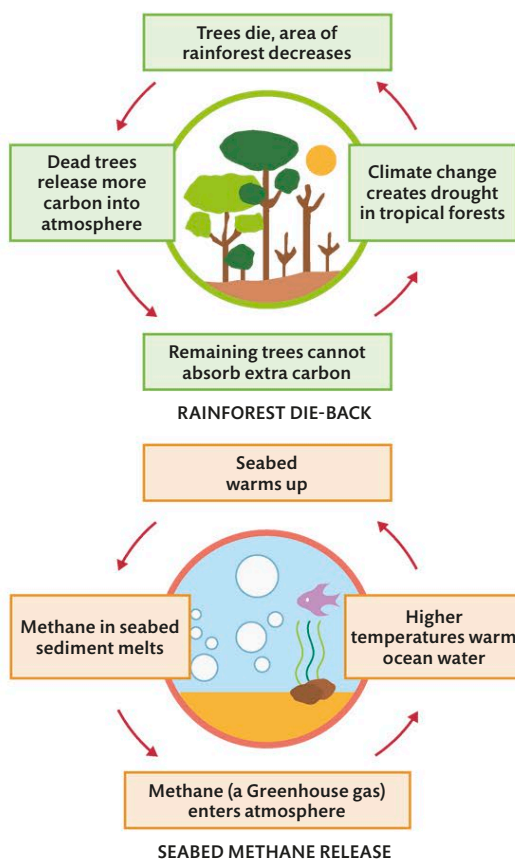 Trees die, area of
rainforest decreases
Dead trees
release more
carbon into
atmosphere
Climate change
creates drought
in tropical forests
Remaining trees cannot
absorb extra carbon
RAINFOREST DIE-BACK
Seabed
warms up
Methane in seabed
sediment melts
Higher
temperatures warm
ocean water
Methane (a Greenhouse gas)
enters atmosphere
SEABED METHANE RELEASE